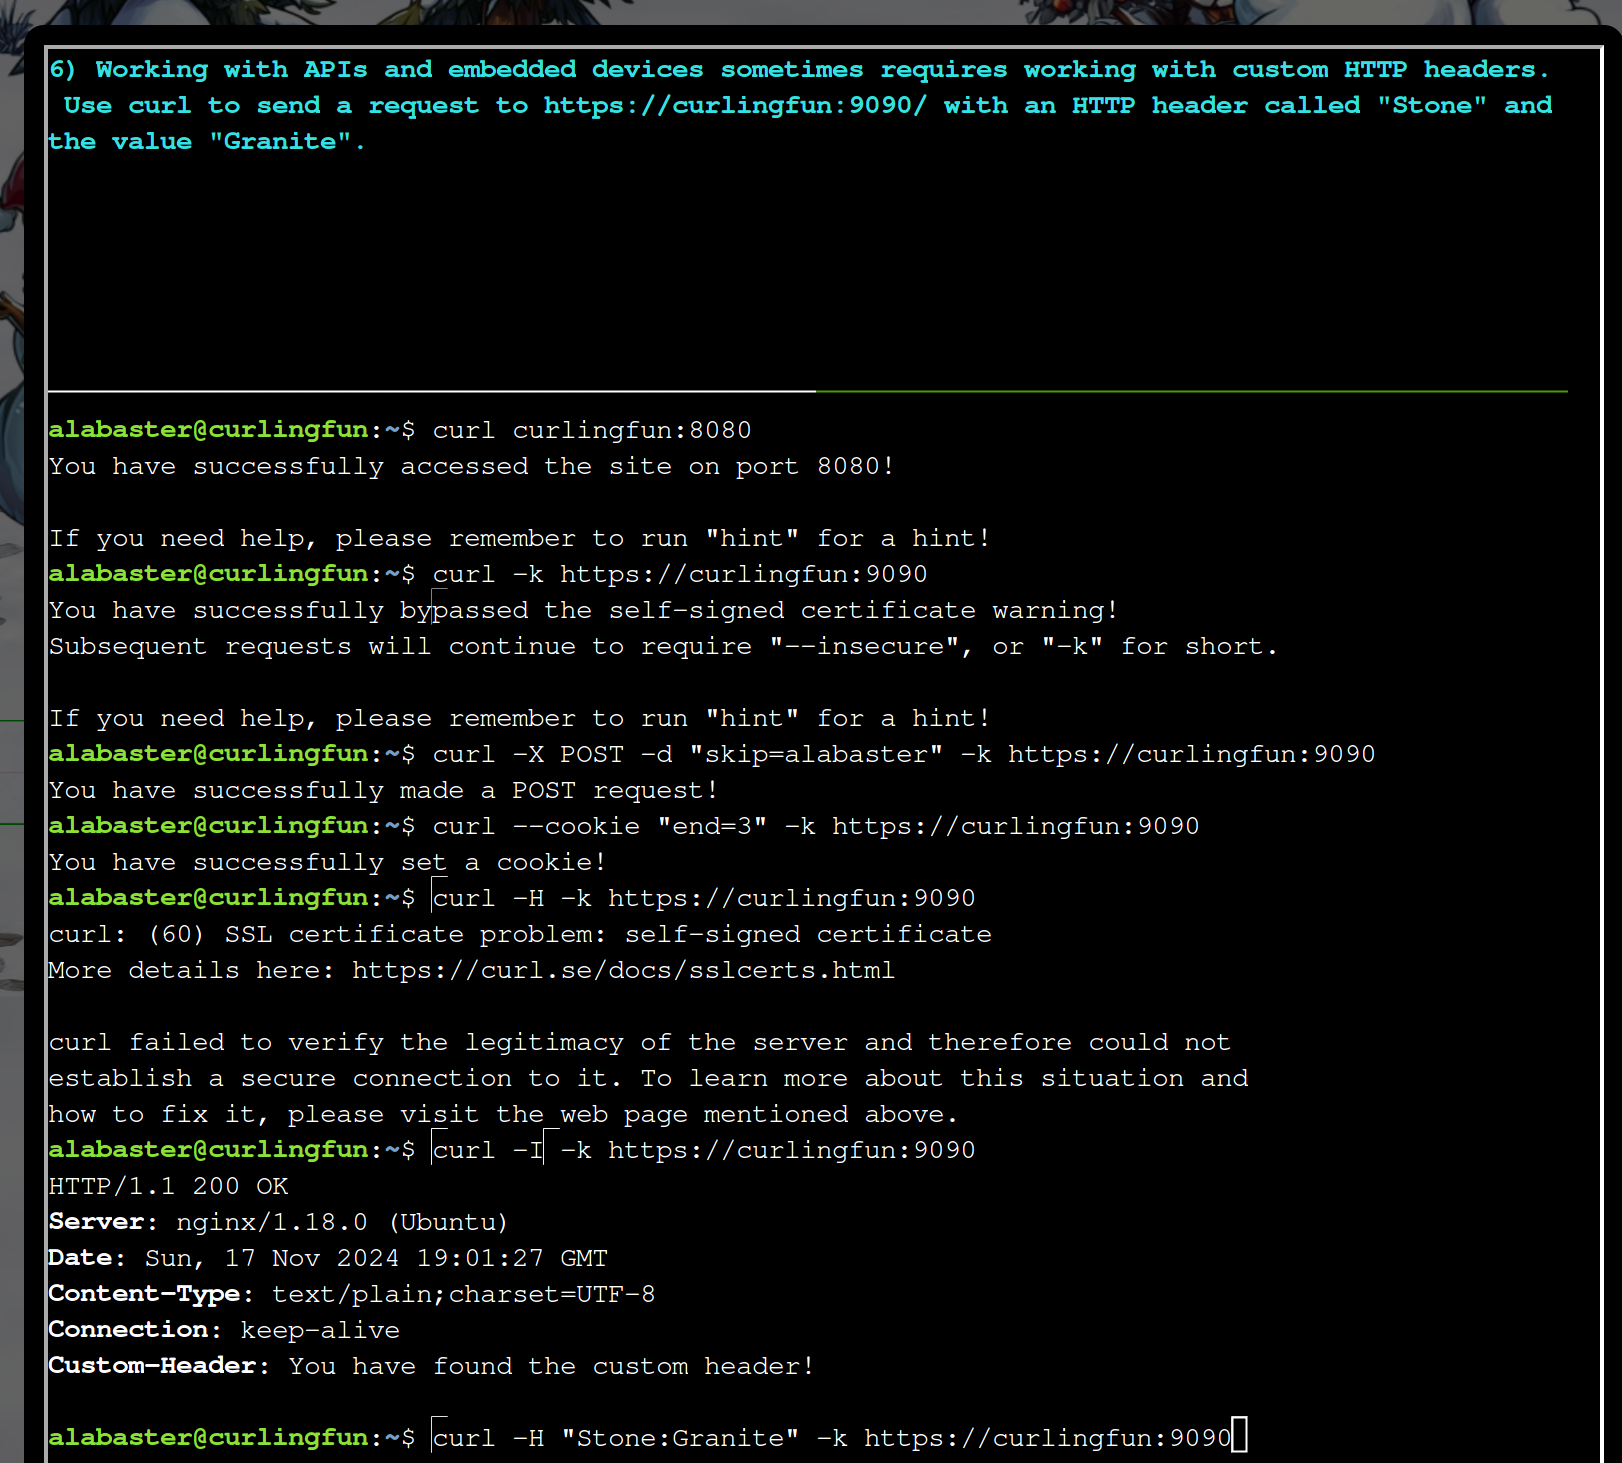 6) Working with APIs and embedded devices sometimes requires working with custom HTTP headers.
Use curl to send a request to https://curlingfun:9090/ with an HTTP header called "Stone" and
the value "Granite".
alabaster@curlingfun:~$ curl curlingfun:8080
You have successfully accessed the site on port 8080!
If you need help, please remember to run "hint" for a hint!
alabaster@curlingfun:~$ curl -k https://curlingfun:9090
You have successfully bypassed the self-signed certificate warning!
Subsequent requests will continue to require "--insecure", or "-k" for short.
If you need help, please remember to run "hint" for a hint!
alabaster@curlingfun:~$ curl -X POST -d "skip=alabaster" -k https://curlingfun:9090
You have successfully made a POST request!
alabaster@curlingfun:~$ curl --cookie "end=3" -k https://curlingfun:9090
You have successfully set a cookie!
alabaster@curlingfun:~$ curl -H -k https://curlingfun:9090
curl: (60) SSL certificate problem: self-signed certificate
More details here: https://curl.se/docs/sslcerts.html
curl failed to verify the legitimacy of the server and therefore could not
establish a secure connection to it. To learn more about this situation and
how to fix it, please visit the web page mentioned above.
alabaster@curlingfun:~$ curl -I -k https://curlingfun:9090
HTTP/1.1 200 OK
Server: nginx/1.18.0 (Ubuntu)
Date: Sun, 17 Nov 2024 19:01:27 GMT
Content-Type: text/plain;charset=UTF-8
Connection: keep-alive
Custom-Header: You have found the custom header!
alabaster@curlingfun:~$ curl -H "Stone:Granite" -k https://curlingfun:9090